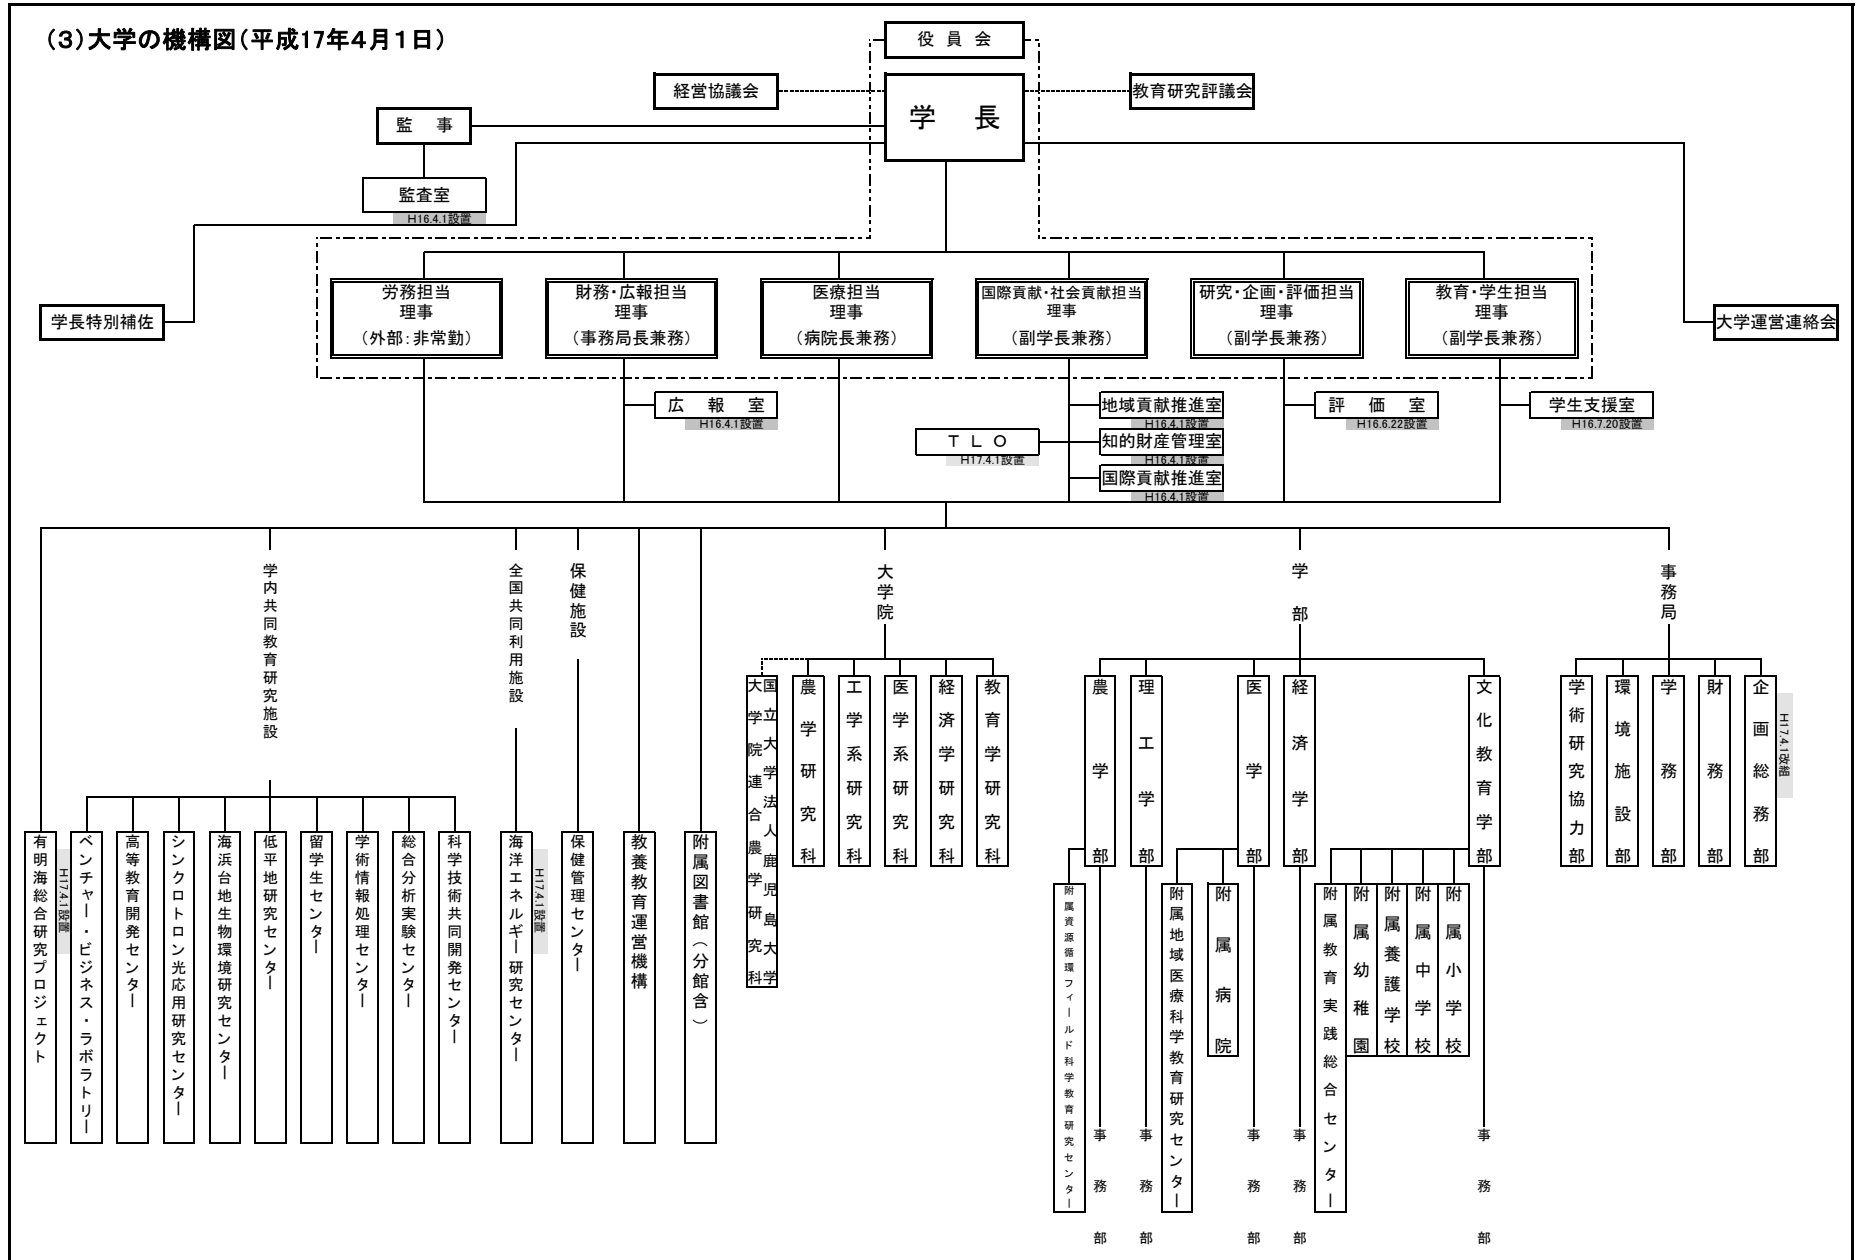 (3)大学の機構図(平成17年4月1日)
役員会
経営協議会
教育研究評議会
学長
監事
監査室
H16.4.1設置
学長特別補佐
大学運営連絡会
労務担当
理事
(外部:非常勤)
財務・広報担当
理事
(事務局長兼務)
医療担当
理事
(病院長兼務)
国際貢献・社会貢献担当
理事
(副学長兼務)
研究・企画・評価担当
理事
(副学長兼務)
教育・学生担当
理事
(副学長兼務)
広報室
H16.4.1設置
地域貢献推進室
H16.4.1設置
TLO
H17.4.1設置
知的財産管理室
H16.4.1設置
国際貢献推進室
H16.4.1設置
評価室
H16.6.22設置
学生支援室
H16.7.20設置
学内共同教育研究施設
全国共同利用施設
保健施設
大学院
学部
事務局
有明海総合研究プロジェクト
H17.4.1設置
ベンチャー・ビジネス・ラボラトリー
高等教育開発センター
シンクロトロン光応用研究センター
海浜台地生物環境研究センター
低平地研究センター
留学生センター
学術情報処理センター
総合分析実験センター
科学技術共同開発センター
海洋エネルギー研究センター
H17.4.1設置
保健管理センター
教養教育運営機構
附属図書館(分館含)
国立大学法人鹿児島大学
大学院連合農学研究科
農学研究科
工学系研究科
医学系研究科
経済学研究科
教育学研究科
農学部
理工学部
医学部
経済学部
文化教育学部
学術研究協力部
環境施設部
学務部
財務部
企画総務部
H17.4.1改組
附属資源循環フィールド科学教育研究センター
事務部
事務部
附属地域医療科学教育研究センター
附属病院
事務部
事務部
附属教育実践総合センター
附属幼稚園
附属養護学校
附属中学校
附属小学校
事務部